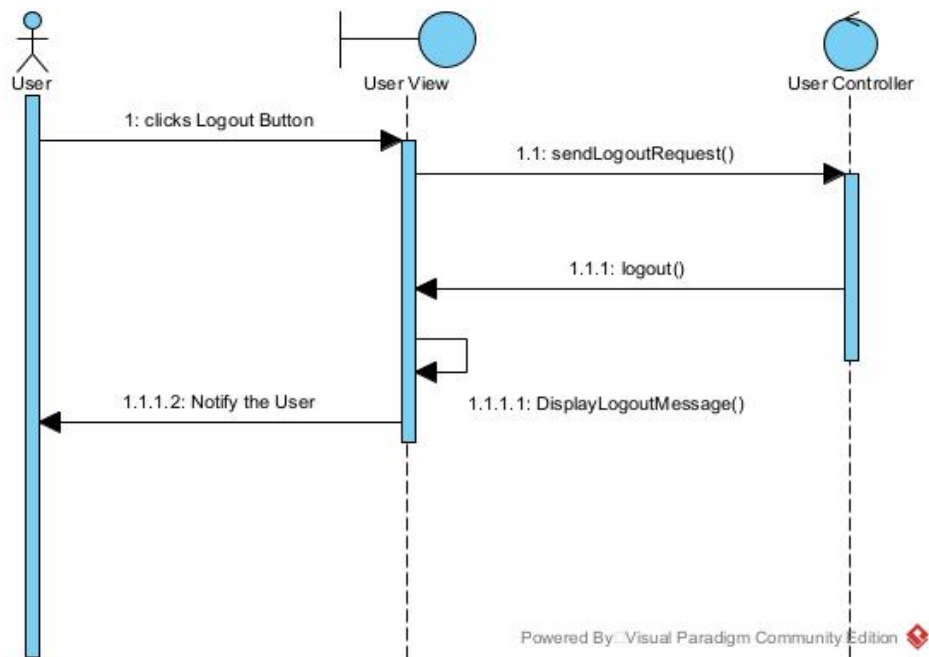 User
User View
User Controller
1: clicks Logout Button
1.1: sendLogoutRequest()
1.1.1: logout()
1.1.1.2: Notify the User
1.1.1.1: DisplayLogoutMessage()
Powered By Visual Paradigm Community Edition